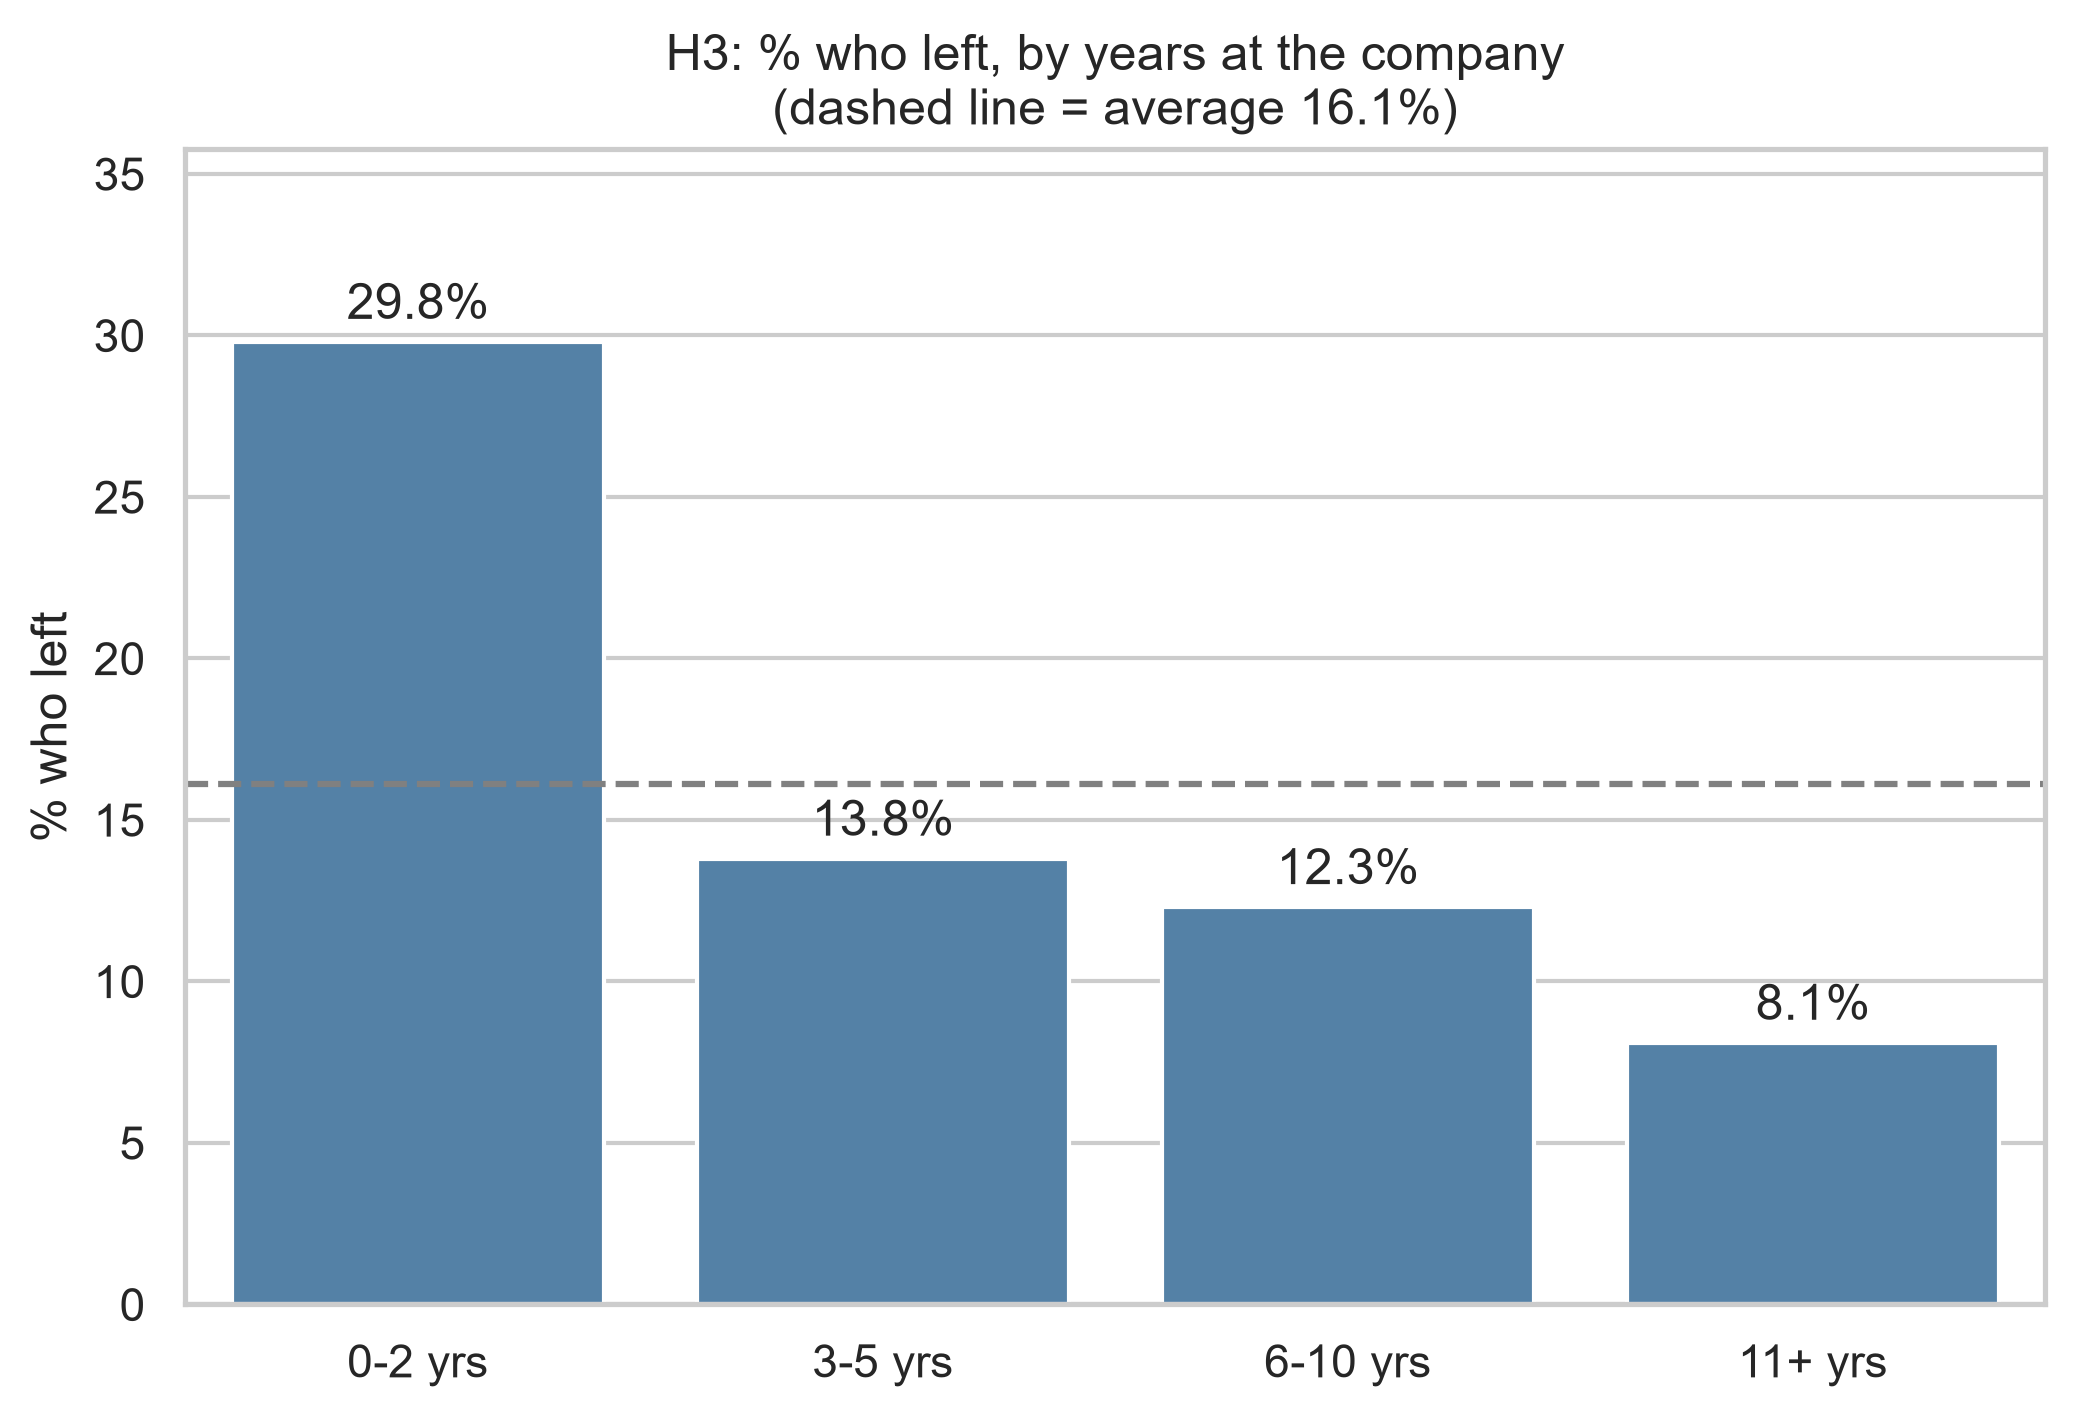 H3: % who left, by years at the company
(dashed line = average 16.1%)
% who left
35
30
25
20
15
10
5
0
29.8%
13.8%
12.3%
8.1%
0-2 yrs
3-5 yrs
6-10 yrs
11+ yrs